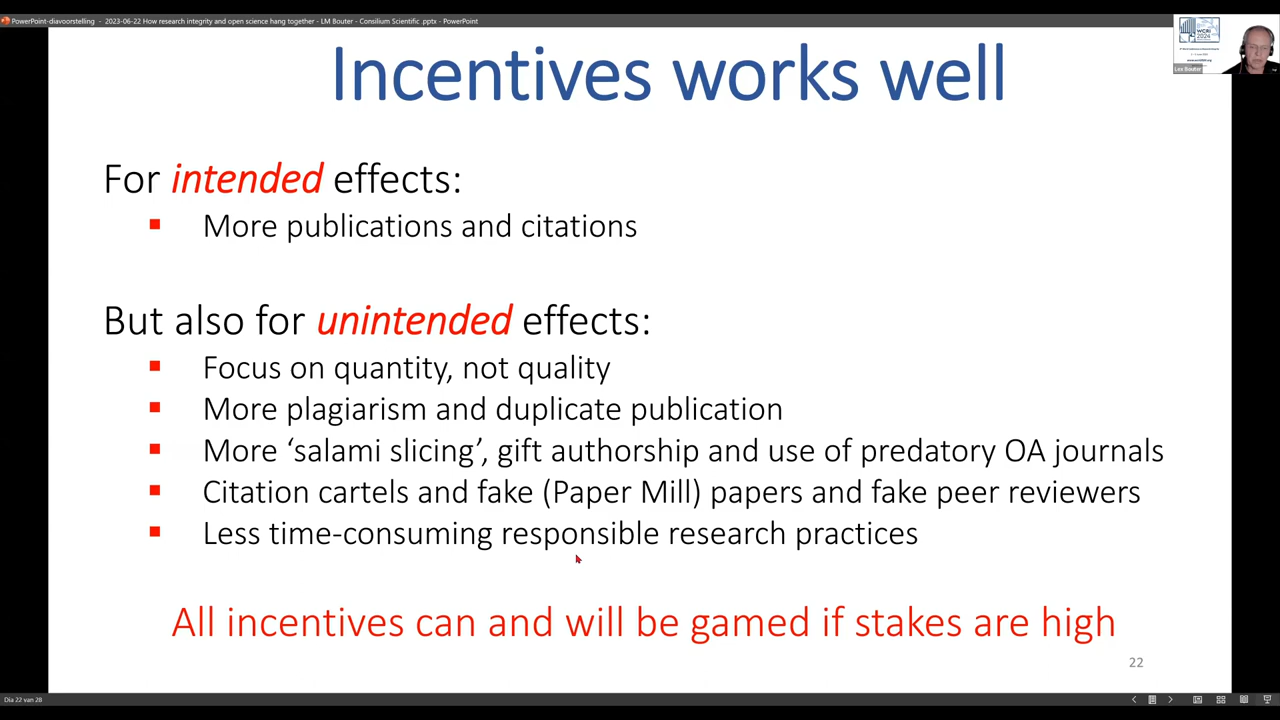 PowerPoint-diavoorstelling - 2023-06-22 How research integrity and open science hang together - LM Bouter - Consilium Scientific .pptx - PowerPoint
WCRI
2024
Lex Bouter
Incentives works well
For intended effects:
More publications and citations
But also for unintended effects:
Focus on quantity, not quality
More plagiarism and duplicate publication
More ‘salami slicing’, gift authorship and use of predatory OA journals
Citation cartels and fake (Paper Mill) papers and fake peer reviewers
Less time-consuming responsible research practices
All incentives can and will be gamed if stakes are high
22
Dia 22 van 28